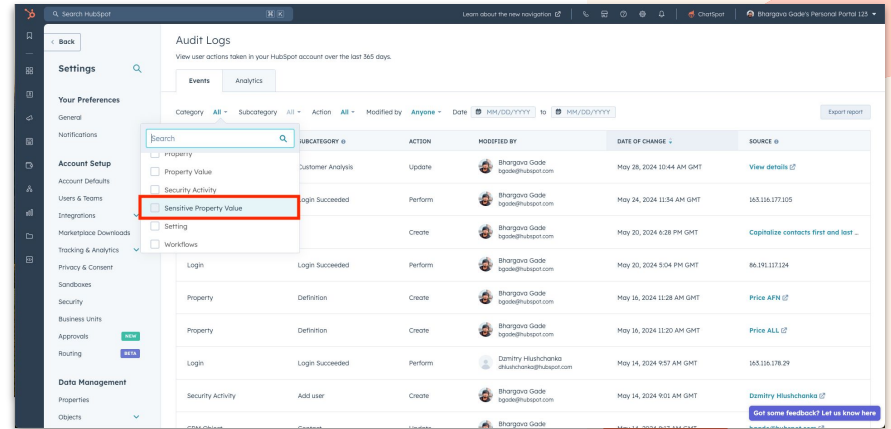 Search HubSpot
⌘ K
Learn about the new navigation
ChatSpot
Bhargava Gade's Personal Portal 123
Back
Settings
Your Preferences
General
Notifications
Account Setup
Account Defaults
Users & Teams
Integrations
Marketplace Downloads
Tracking & Analytics
Privacy & Consent
Sandboxes
Security
Business Units
Approvals NEW
Routing BETA
Data Management
Properties
Objects
Audit Logs
View user actions taken in your HubSpot account over the last 365 days.
Events Analytics
Category All Subcategory All Action All Modified by Anyone Date MM/DD/YYYY to MM/DD/YYYY
Export report
Search
Property
Property Value
Security Activity
Sensitive Property Value
Setting
Workflows
SUBCATEGORY ACTION MODIFIED BY DATE OF CHANGE SOURCE
Customer Analysis Update Bhargava Gade bgade@hubspot.com May 28, 2024 10:44 AM GMT View details
Login Succeeded Perform Bhargava Gade bgade@hubspot.com May 24, 2024 11:34 AM GMT 163.116.177.105
Create Bhargava Gade bgade@hubspot.com May 20, 2024 6:28 PM GMT Capitalize contacts first and last ...
Login Login Succeeded Perform Bhargava Gade bgade@hubspot.com May 20, 2024 5:04 PM GMT 86.191.117.124
Property Definition Create Bhargava Gade bgade@hubspot.com May 16, 2024 11:28 AM GMT Price AFN
Property Definition Create Bhargava Gade bgade@hubspot.com May 16, 2024 11:20 AM GMT Price ALL
Login Login Succeeded Perform Dzmitry Hlushchanka dhlushchanka@hubspot.com May 14, 2024 9:57 AM GMT 163.116.178.29
Security Activity Add user Create Bhargava Gade bgade@hubspot.com May 14, 2024 9:01 AM GMT Dzmitry Hlushchanka
Got some feedback? Let us know here
CRM Object Contact Update Bhargava Gade